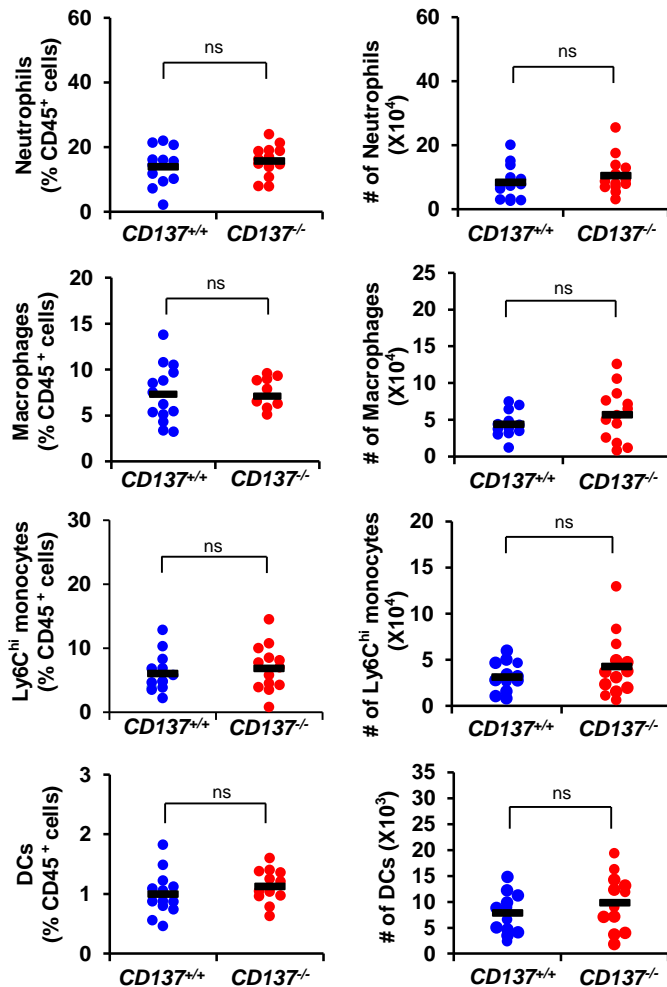 Neutrophils
(% CD45⁺ cells)
60
40
20
0
ns
CD137⁺/⁺ CD137⁻/⁻
# of Neutrophils
(X10⁴)
60
40
20
0
ns
CD137⁺/⁺ CD137⁻/⁻
Macrophages
(% CD45⁺ cells)
20
15
10
5
0
ns
CD137⁺/⁺ CD137⁻/⁻
# of Macrophages
(X10⁴)
25
20
15
10
5
0
ns
CD137⁺/⁺ CD137⁻/⁻
Ly6Cʰⁱ monocytes
(% CD45⁺ cells)
30
20
10
0
ns
CD137⁺/⁺ CD137⁻/⁻
# of Ly6Cʰⁱ monocytes
(X10⁴)
20
15
10
5
0
ns
CD137⁺/⁺ CD137⁻/⁻
DCs
(% CD45⁺ cells)
3
2
1
0
ns
CD137⁺/⁺ CD137⁻/⁻
# of DCs (X10³)
35
30
25
20
15
10
5
0
ns
CD137⁺/⁺ CD137⁻/⁻